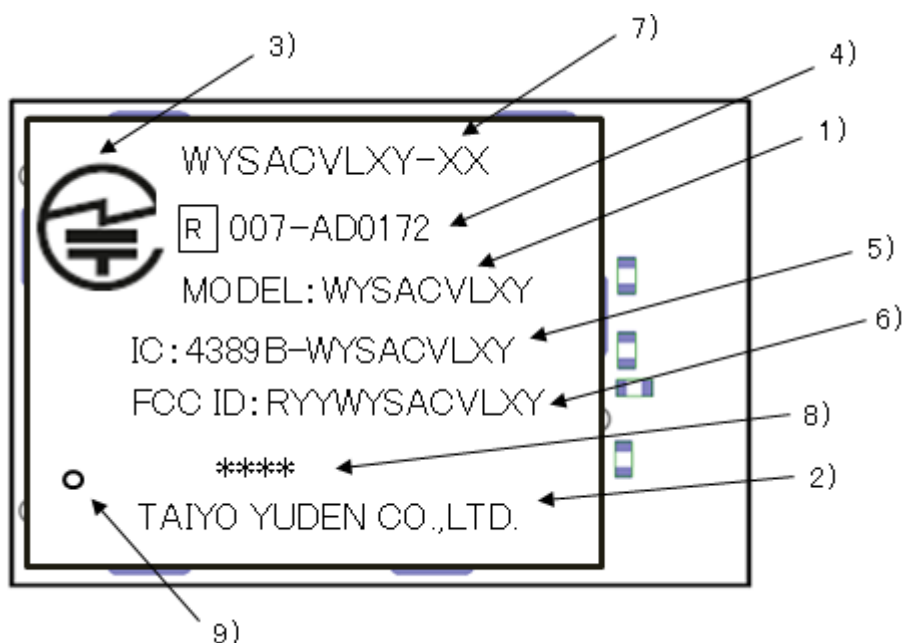 3)
7)
4)
1)
WYSACVLXY-XX
R 007-AD0172
MODEL:WYSACVLXY
5)
IC:4389B-WYSACVLXY
6)
FCC ID:RYYWYSACVLXY
8)
****
2)
TAIYO YUDEN CO.,LTD.
9)